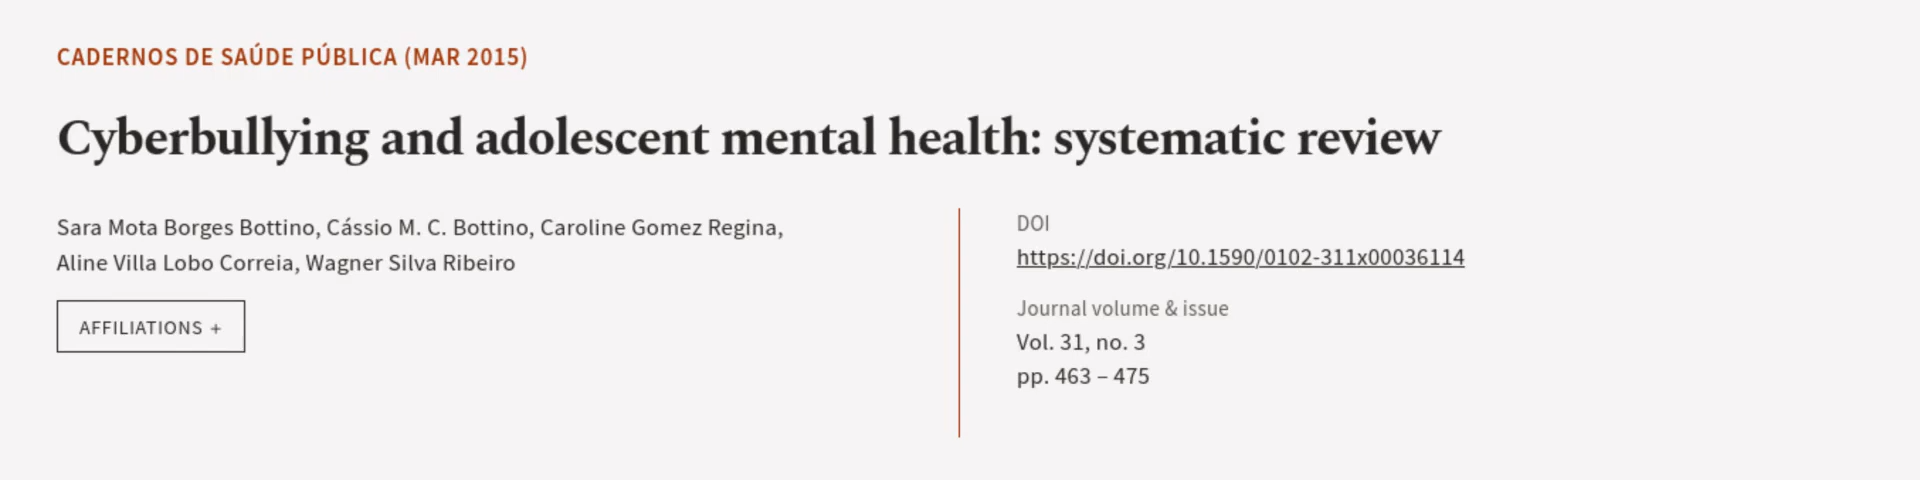 CADERNOS DE SAÚDE PÚBLICA (MAR 2015)
Cyberbullying and adolescent mental health: systematic review
Sara Mota Borges Bottino, Cássio M. C. Bottino, Caroline Gomez Regina,
Aline Villa Lobo Correia, Wagner Silva Ribeiro
AFFILIATIONS +
DOI
https://doi.org/10.1590/0102-311x00036114
Journal volume & issue
Vol. 31, no. 3
pp. 463 – 475